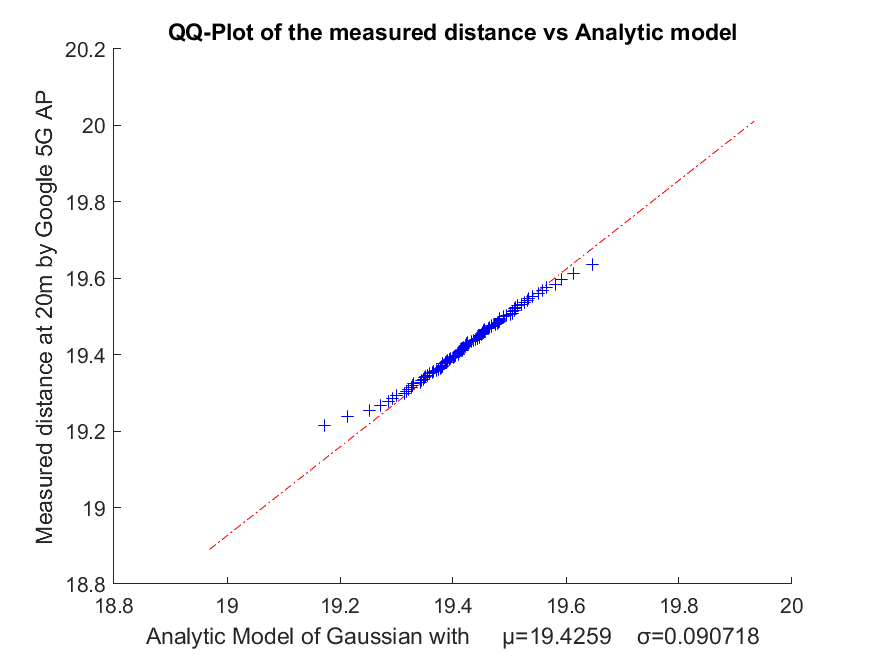 QQ-Plot of the measured distance vs Analytic model
20.2
20
19.8
19.6
19.4
19.2
19
18.8
Measured distance at 20m by Google 5G AP
18.8 19 19.2 19.4 19.6 19.8 20
Analytic Model of Gaussian with μ=19.4259 σ=0.090718